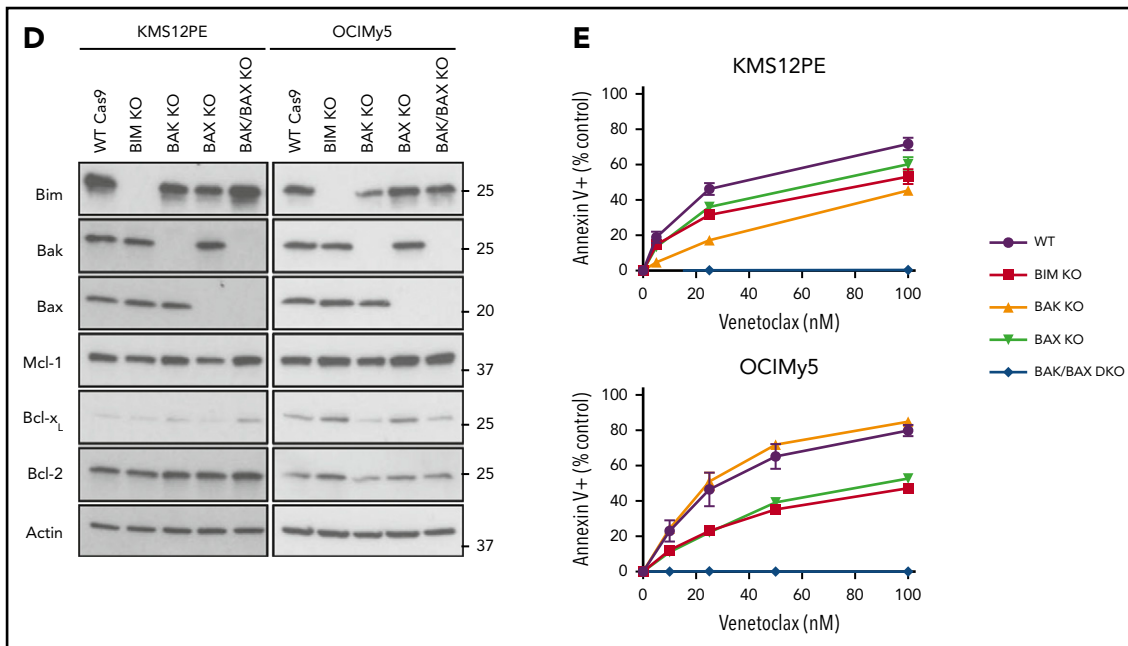 D
KMS12PE
OCIMy5
WT Cas9
BIM KO
BAK KO
BAX KO
BAK/BAX KO
WT Cas9
BIM KO
BAK KO
BAX KO
BAK/BAX KO
Bim
25
Bak
25
Bax
20
Mcl-1
37
Bcl-xL
25
Bcl-2
25
Actin
37
E
KMS12PE
Annexin V+ (% control)
80
60
40
20
0
0 20 40 60 80 100
Venetoclax (nM)
OCIMy5
Annexin V+ (% control)
100
80
60
40
20
0
0 20 40 60 80 100
Venetoclax (nM)
WT
BIM KO
BAK KO
BAX KO
BAK/BAX DKO